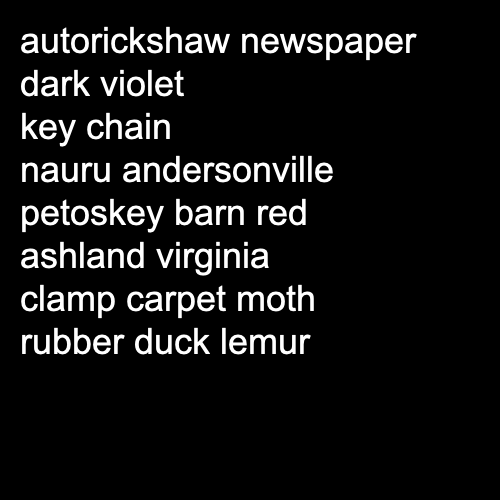 autorickshaw newspaper
dark violet
key chain
nauru andersonville
petoskey barn red
ashland virginia
clamp carpet moth
rubber duck lemur